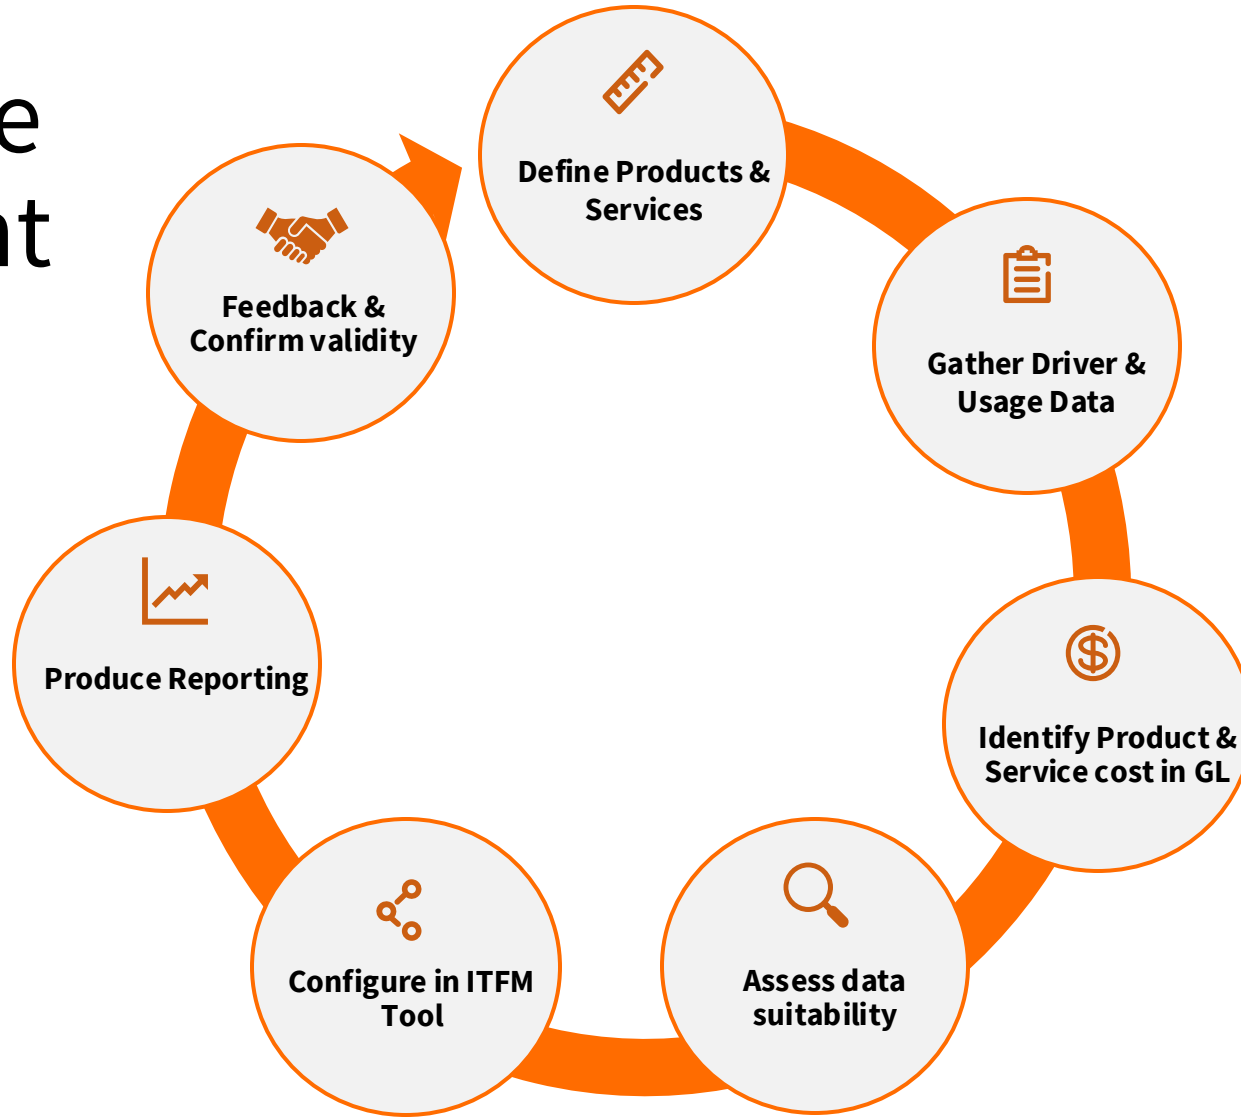 Define Products &
Services
Gather Driver &
Usage Data
Identify Product &
Service cost in GL
Assess data
suitability
Configure in ITFM
Tool
Produce Reporting
Feedback &
Confirm validity